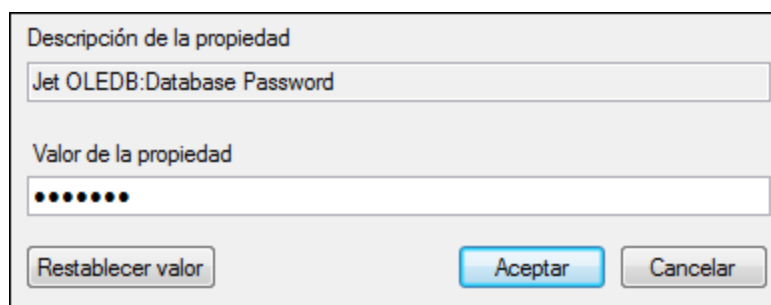 Descripción de la propiedad
Jet OLEDB:Database Password
Valor de la propiedad
●●●●●●●
Restablecer valor Aceptar Cancelar